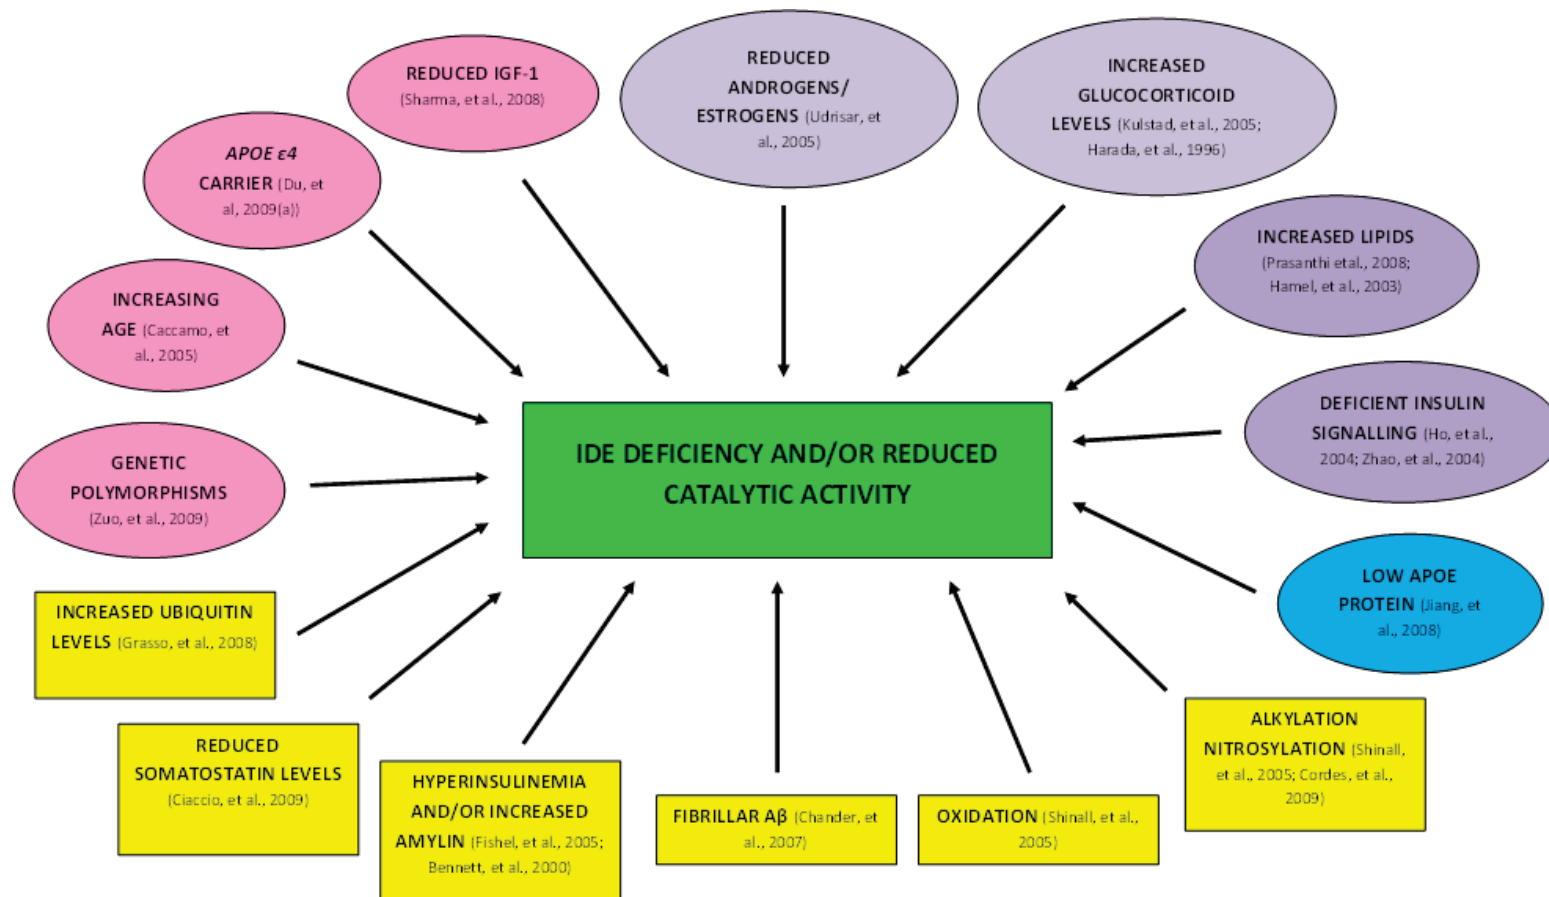 REDUCED IGF-1
(Sharma, et al., 2008)
REDUCED
ANDROGENS/
ESTROGENS (Udrisar, et
al., 2005)
INCREASED
GLUCOCORTICOID
LEVELS (Kulstad, et al., 2005;
Harada, et al., 1996)
APOE ε4
CARRIER (Du, et
al, 2009(a))
INCREASED LIPIDS
(Prasanthi etal., 2008;
Hamel, et al., 2003)
INCREASING
AGE (Caccamo, et
al., 2005)
DEFICIENT INSULIN
SIGNALLING (Ho, et al.,
2004; Zhao, et al., 2004)
GENETIC
POLYMORPHISMS
(Zuo, et al., 2009)
IDE DEFICIENCY AND/OR REDUCED
CATALYTIC ACTIVITY
LOW APOE
PROTEIN (Jiang, et
al., 2008)
INCREASED UBIQUITIN
LEVELS (Grasso, et al., 2008)
REDUCED
SOMATOSTATIN LEVELS
(Ciaccio, et al., 2009)
HYPERINSULINEMIA
AND/OR INCREASED
AMYLIN (Fishel, et al., 2005;
Bennett, et al., 2000)
FIBRILLAR Aβ (Chander, et
al., 2007)
OXIDATION (Shinall, et al.,
2005)
ALKYLATION
NITROSYLATION (Shinall,
et al., 2005; Cordes, et al.,
2009)